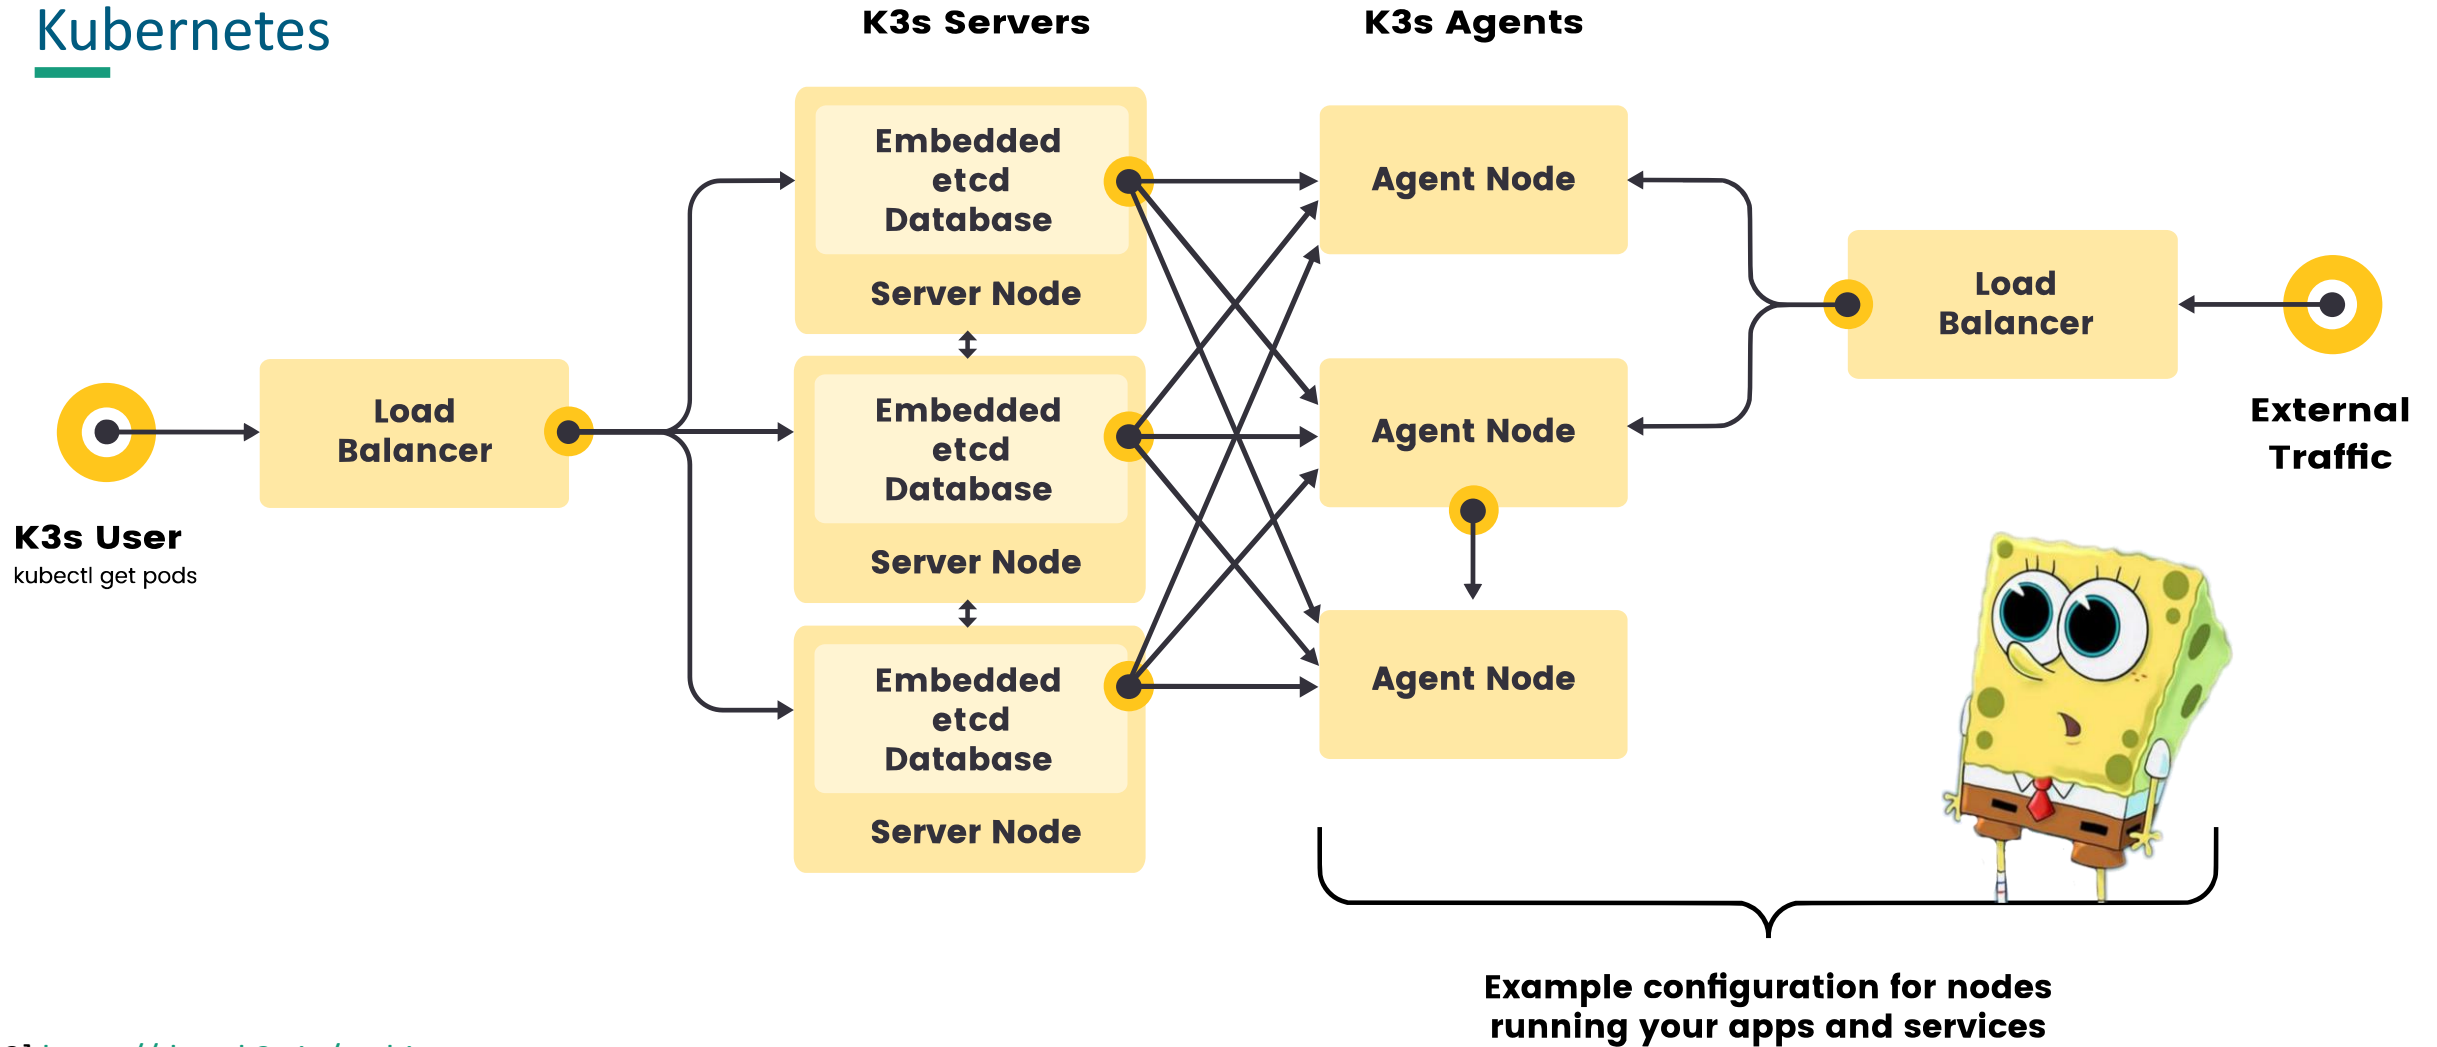 Kubernetes
K3s Servers
K3s Agents
Embedded
etcd
Database
Server Node
Embedded
etcd
Database
Server Node
Embedded
etcd
Database
Server Node
Agent Node
Agent Node
Agent Node
Load
Balancer
Load
Balancer
K3s User
kubectl get pods
External
Traffic
Example configuration for nodes
running your apps and services